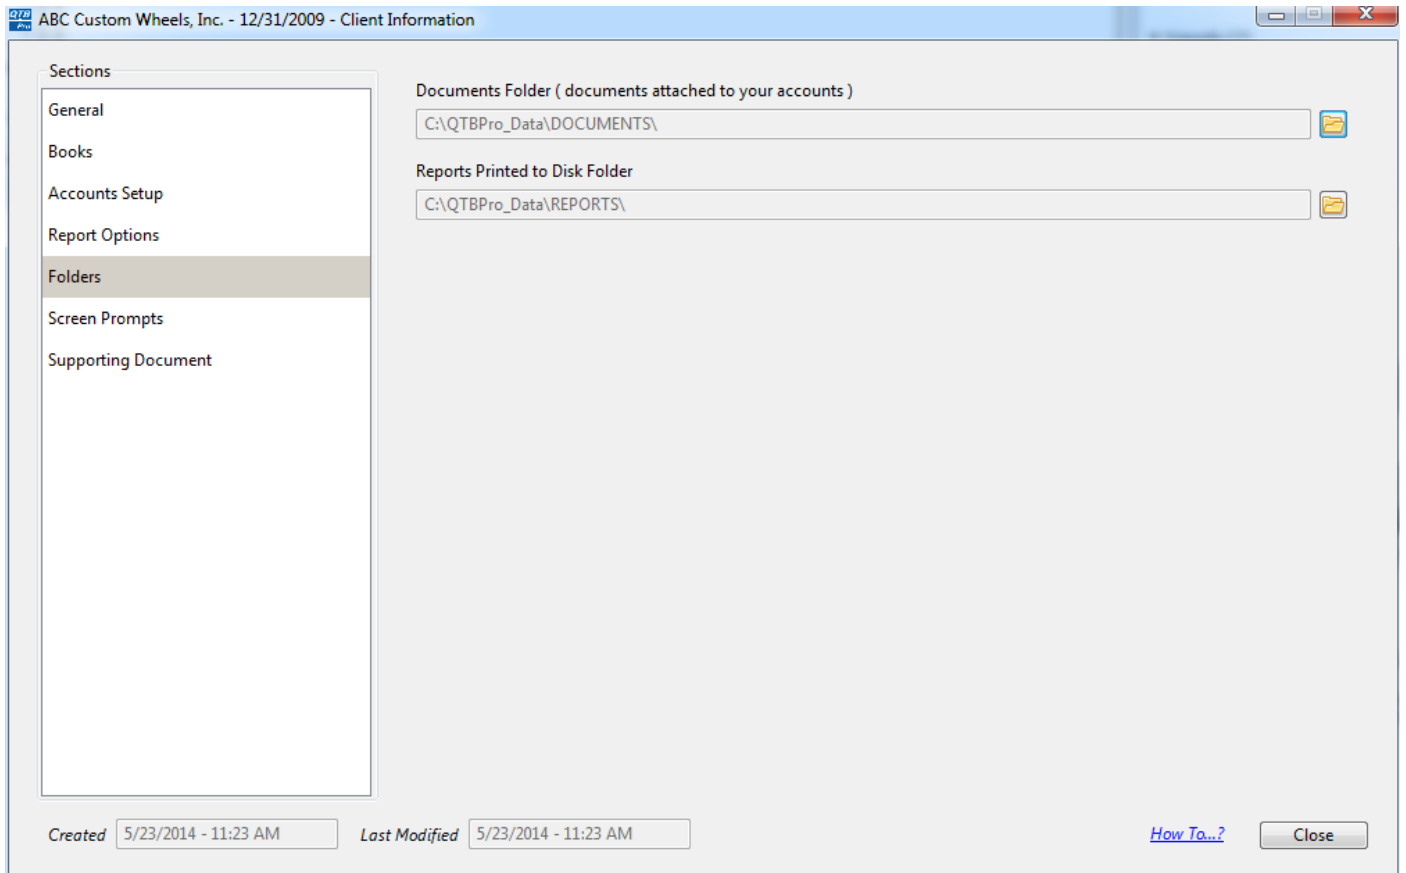 QTB
Pro
ABC Custom Wheels, Inc. - 12/31/2009 - Client Information
Sections
General
Books
Accounts Setup
Report Options
Folders
Screen Prompts
Supporting Document
Documents Folder ( documents attached to your accounts )
C:\QTBPro_Data\DOCUMENTS\
Reports Printed to Disk Folder
C:\QTBPro_Data\REPORTS\
Created 5/23/2014 - 11:23 AM Last Modified 5/23/2014 - 11:23 AM How To...? Close